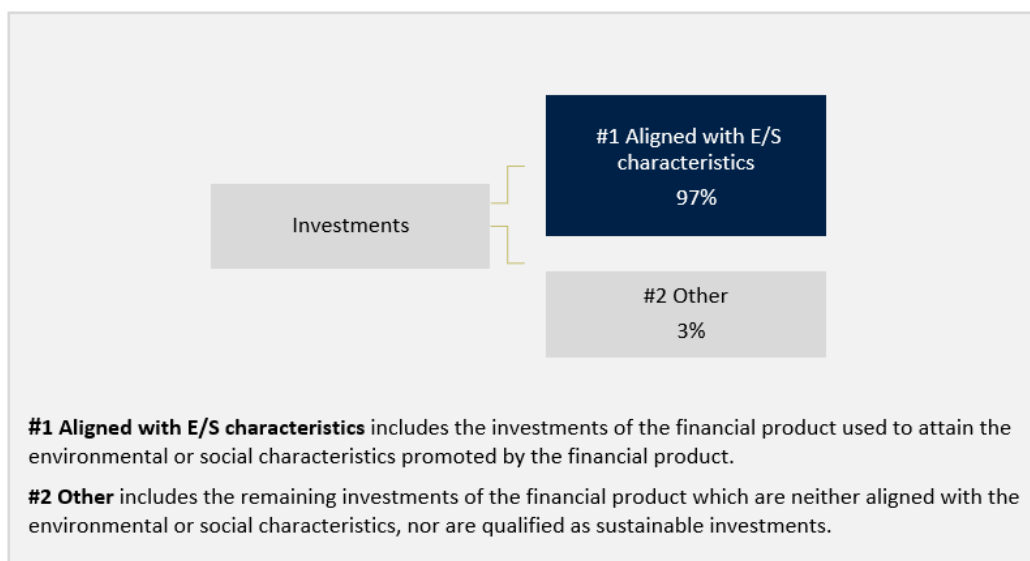 #1 Aligned with E/S
characteristics
97%
Investments
#2 Other
3%
#1 Aligned with E/S characteristics includes the investments of the financial product used to attain the
environmental or social characteristics promoted by the financial product.
#2 Other includes the remaining investments of the financial product which are neither aligned with the
environmental or social characteristics, nor are qualified as sustainable investments.